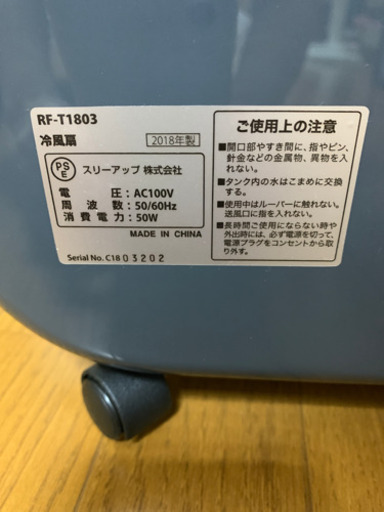 RF-T1803
冷風扇
2018年製
PS
E
スリーアップ 株式会社
電 圧：AC100V
周 波 数：50/60Hz
消費電力：50W
MADE IN CHINA
Serial No. C18 0 3 2 0 2
ご使用上の注意
■開口部やすき間に、指やピン、
針金などの金属物、異物を入
れない。
■タンク内の水はこまめに交換
する。
■使用中はルーバーに触れない。
送風口に指を入れない。
■長時間ご使用にならない時や
外出時には、必ず電源を切って、
電源プラグをコンセントから取
り外す。